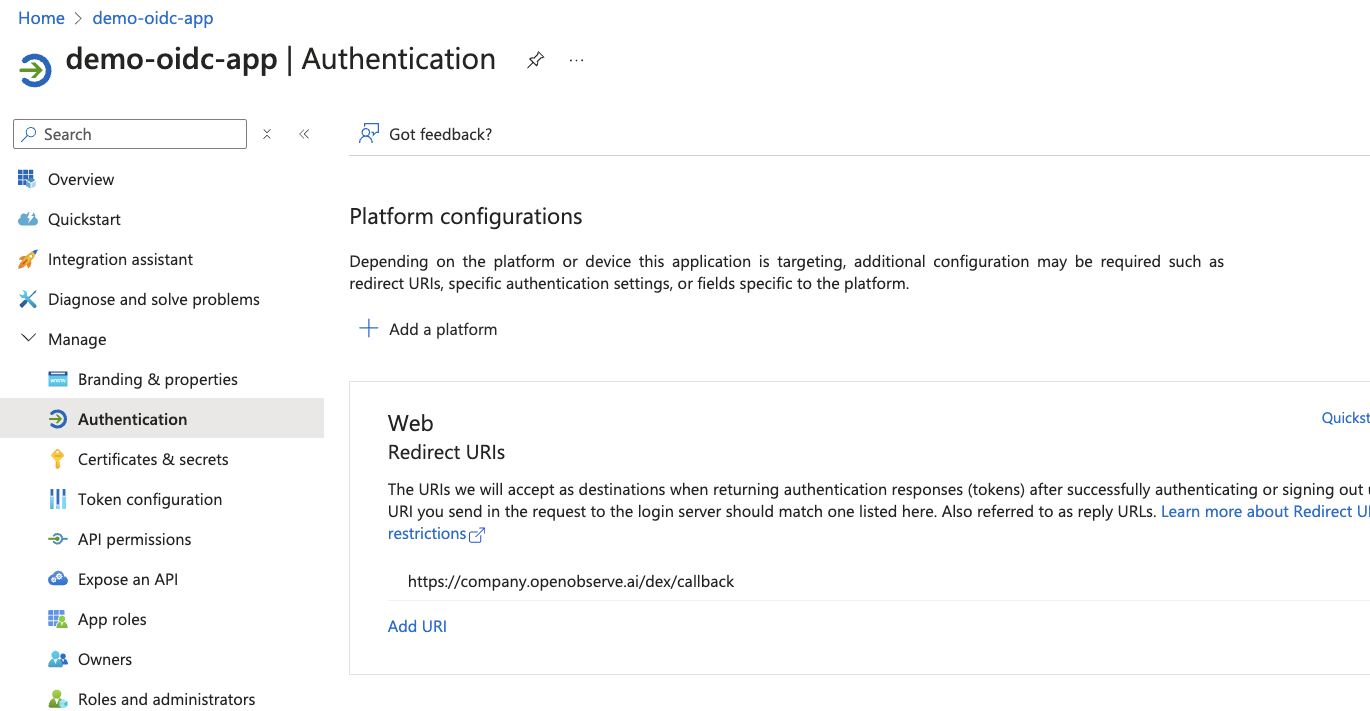 Home > demo-oidc-app
demo-oidc-app | Authentication ...
Search
Got feedback?
Overview
Quickstart
Integration assistant
Diagnose and solve problems
Manage
Branding & properties
Authentication
Certificates & secrets
Token configuration
API permissions
Expose an API
App roles
Owners
Roles and administrators
Platform configurations
Depending on the platform or device this application is targeting, additional configuration may be required such as
redirect URIs, specific authentication settings, or fields specific to the platform.
Add a platform
Web
Quickst
Redirect URIs
The URIs we will accept as destinations when returning authentication responses (tokens) after successfully authenticating or signing out
URI you send in the request to the login server should match one listed here. Also referred to as reply URLs. Learn more about Redirect
restrictions
https://company.openobserve.ai/dex/callback
Add URI